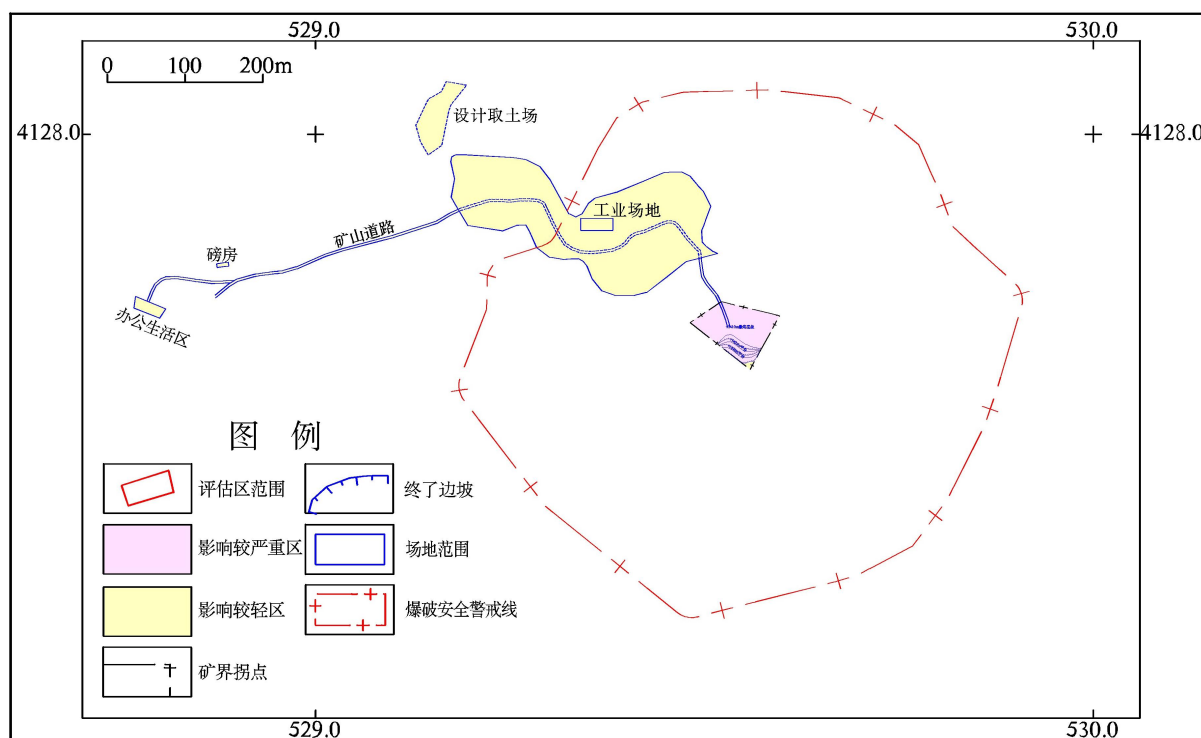 529.0
530.0
0
100
200m
设计取土场
4128.0
4128.0
工业场地
矿山道路
磅房
办公生活区
图 例
评估区范围
终了边坡
影响较严重区
场地范围
影响较轻区
爆破安全警戒线
矿界拐点
529.0
530.0